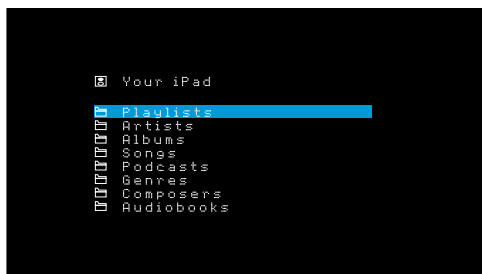 Your iPad
Playlists
Artists
Albums
Songs
Podcasts
Genres
Composers
Audiobooks